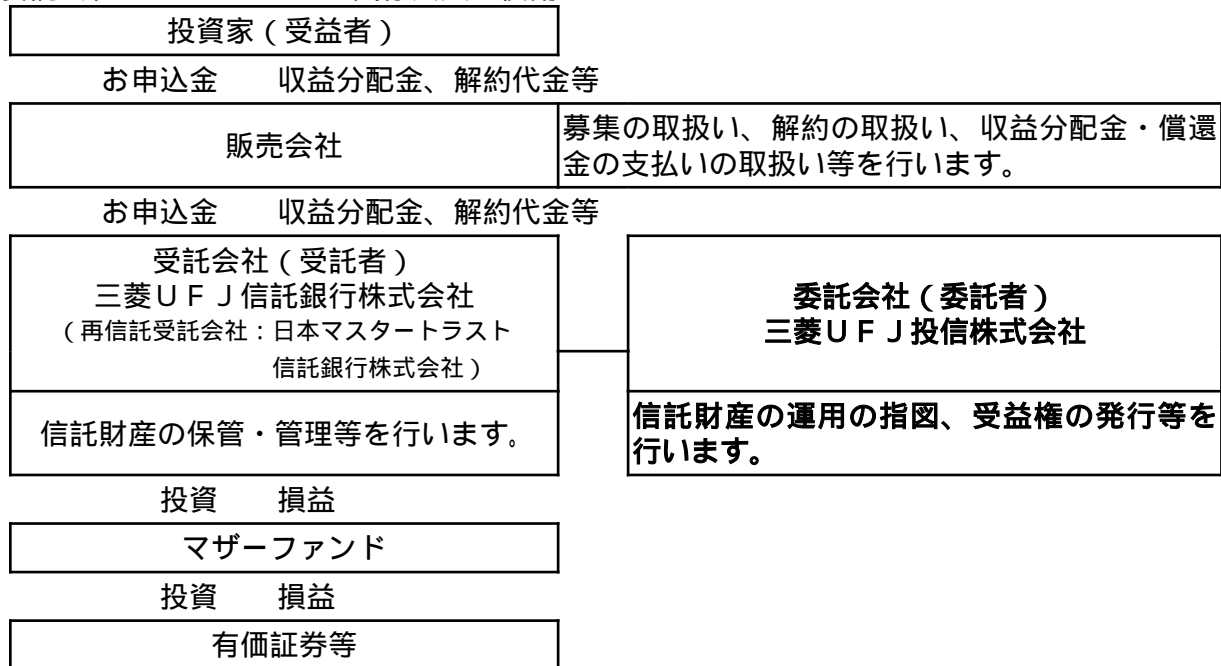 投資家（受益者）
お申込金　　収益分配金、解約代金等
販売会社
募集の取扱い、解約の取扱い、収益分配金・償還
金の支払いの取扱い等を行います。
お申込金　　収益分配金、解約代金等
受託会社（受託者）
三菱ＵＦＪ信託銀行株式会社
（再信託受託会社：日本マスタートラスト
信託銀行株式会社）
委託会社（委託者）
三菱ＵＦＪ投信株式会社
信託財産の保管・管理等を行います。
信託財産の運用の指図、受益権の発行等を
行います。
投資　　損益
マザーファンド
投資　　損益
有価証券等